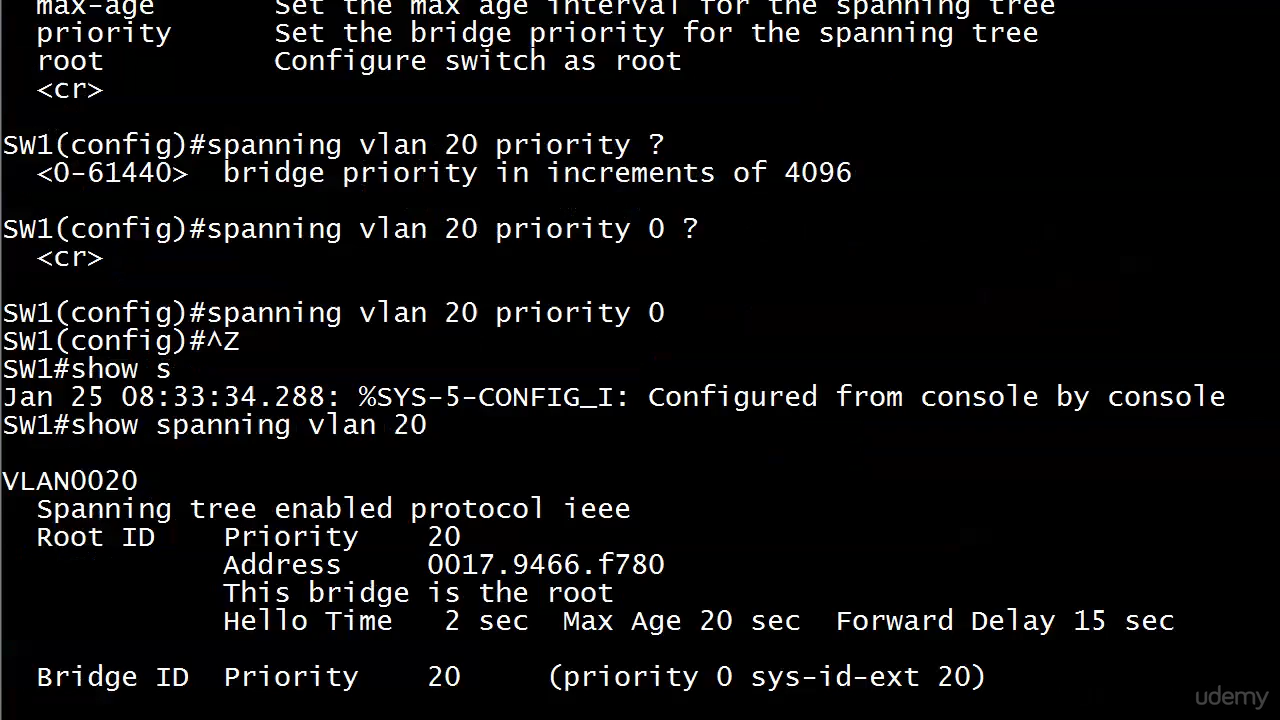 max-age       Set the max age interval for the spanning tree
  priority      Set the bridge priority for the spanning tree
  root          Configure switch as root
  <cr>
SW1(config)#spanning vlan 20 priority ?
  <0-61440>  bridge priority in increments of 4096
SW1(config)#spanning vlan 20 priority 0 ?
  <cr>
SW1(config)#spanning vlan 20 priority 0
SW1(config)#^Z
SW1#show s
Jan 25 08:33:34.288: %SYS-5-CONFIG_I: Configured from console by console
SW1#show spanning vlan 20
VLAN0020
  Spanning tree enabled protocol ieee
  Root ID    Priority    20
             Address     0017.9466.f780
             This bridge is the root
             Hello Time   2 sec  Max Age 20 sec  Forward Delay 15 sec
  Bridge ID  Priority    20     (priority 0 sys-id-ext 20)
udemy